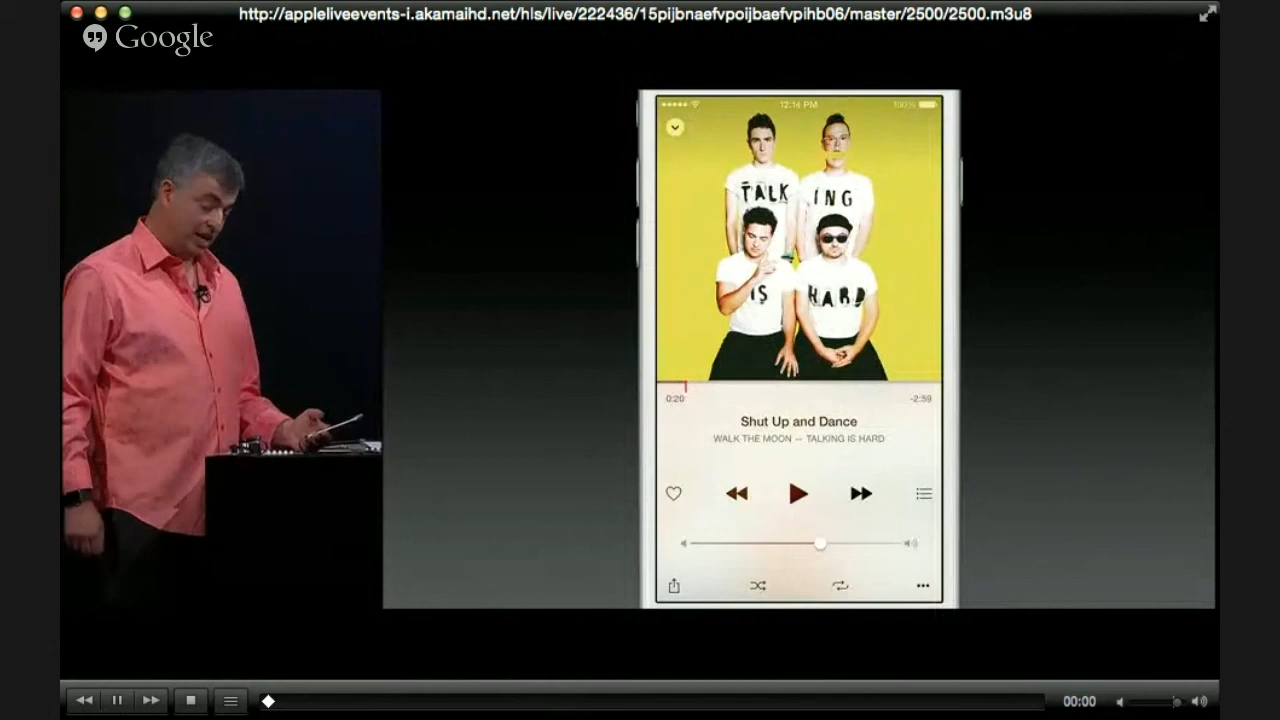 http://appleliveevents-i.akamaihd.net/hls/live/222436/15pijbnaefvpoijbaefvpihb06/master/2500/2500.m3u8
Google
12:14 PM
100%
TALK ING
IS HARD
0:20
-2:59
Shut Up and Dance
WALK THE MOON — TALKING IS HARD
00:00